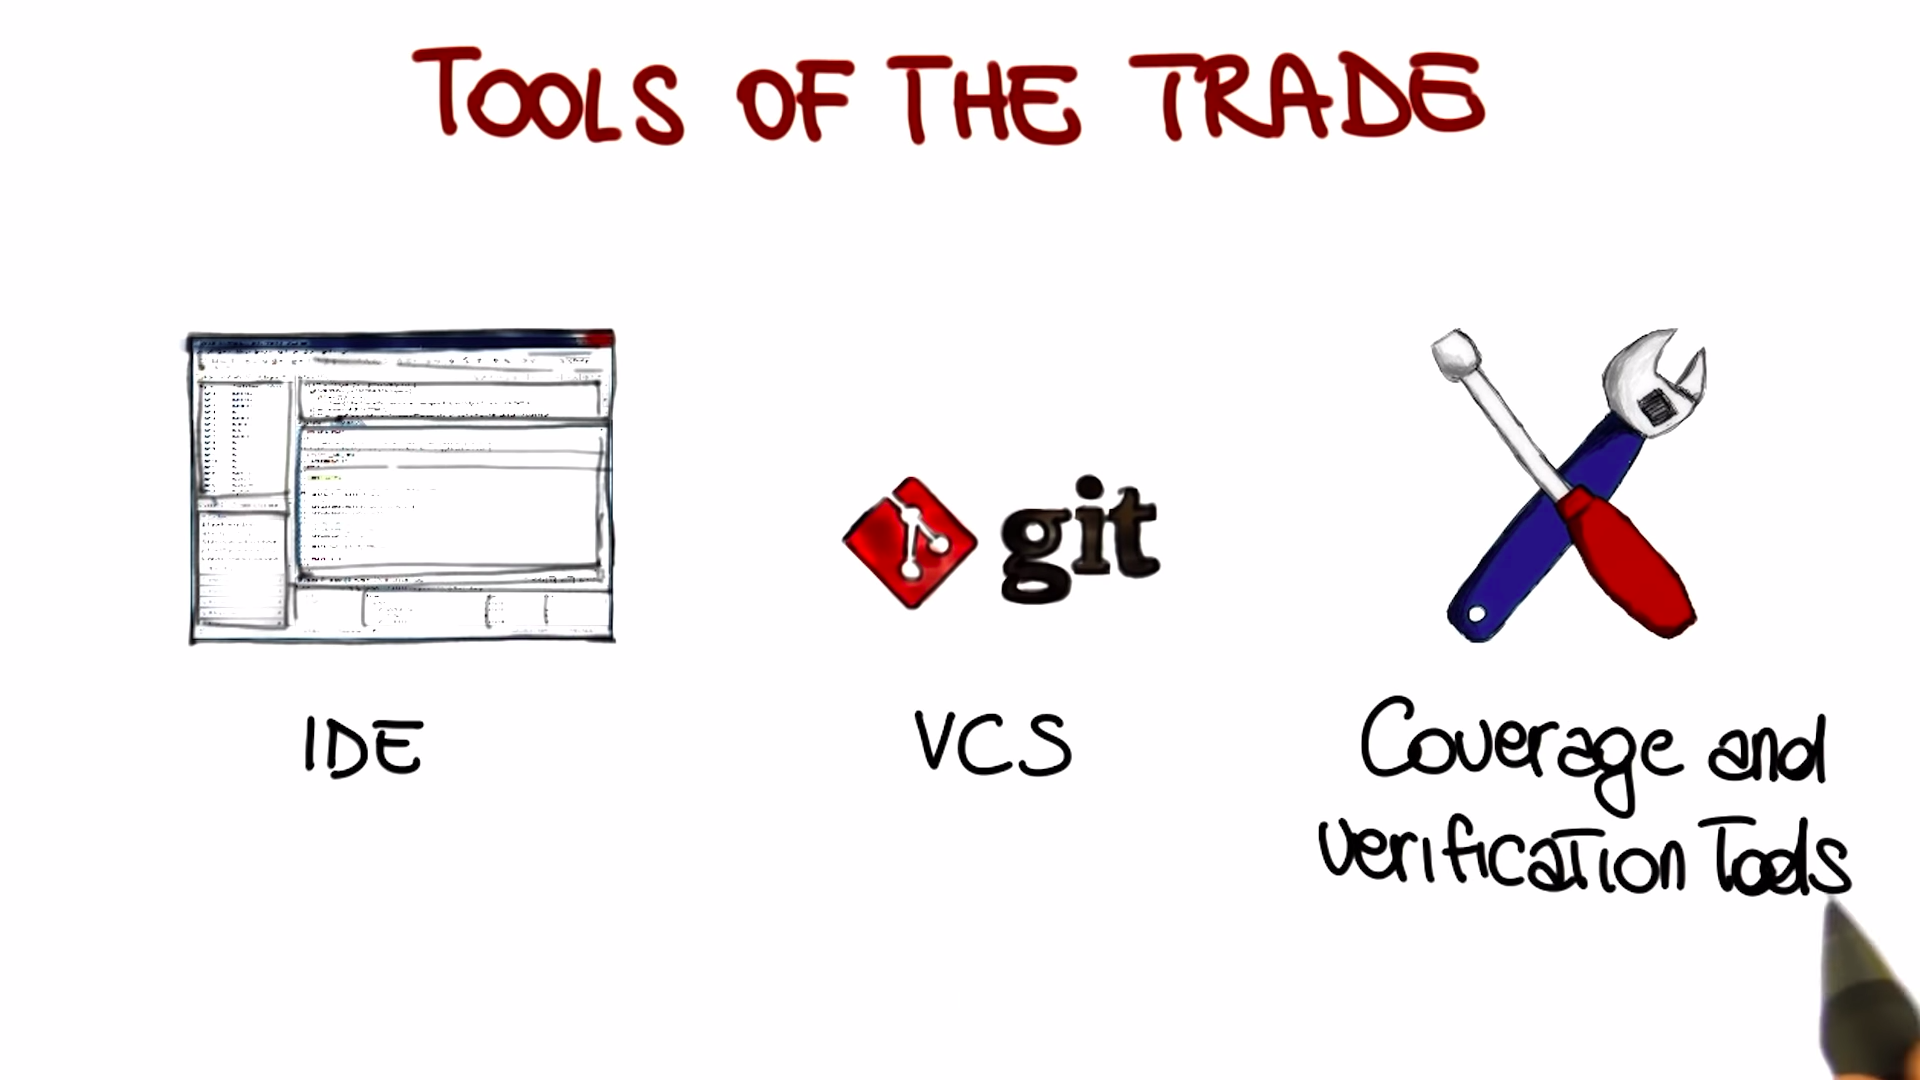 TOOLS OF THE TRADE
git
IDE
VCS
Coverage and
verification Tools